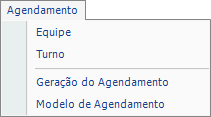 Agendamento
Equipe
Turno
Geração do Agendamento
Modelo de Agendamento